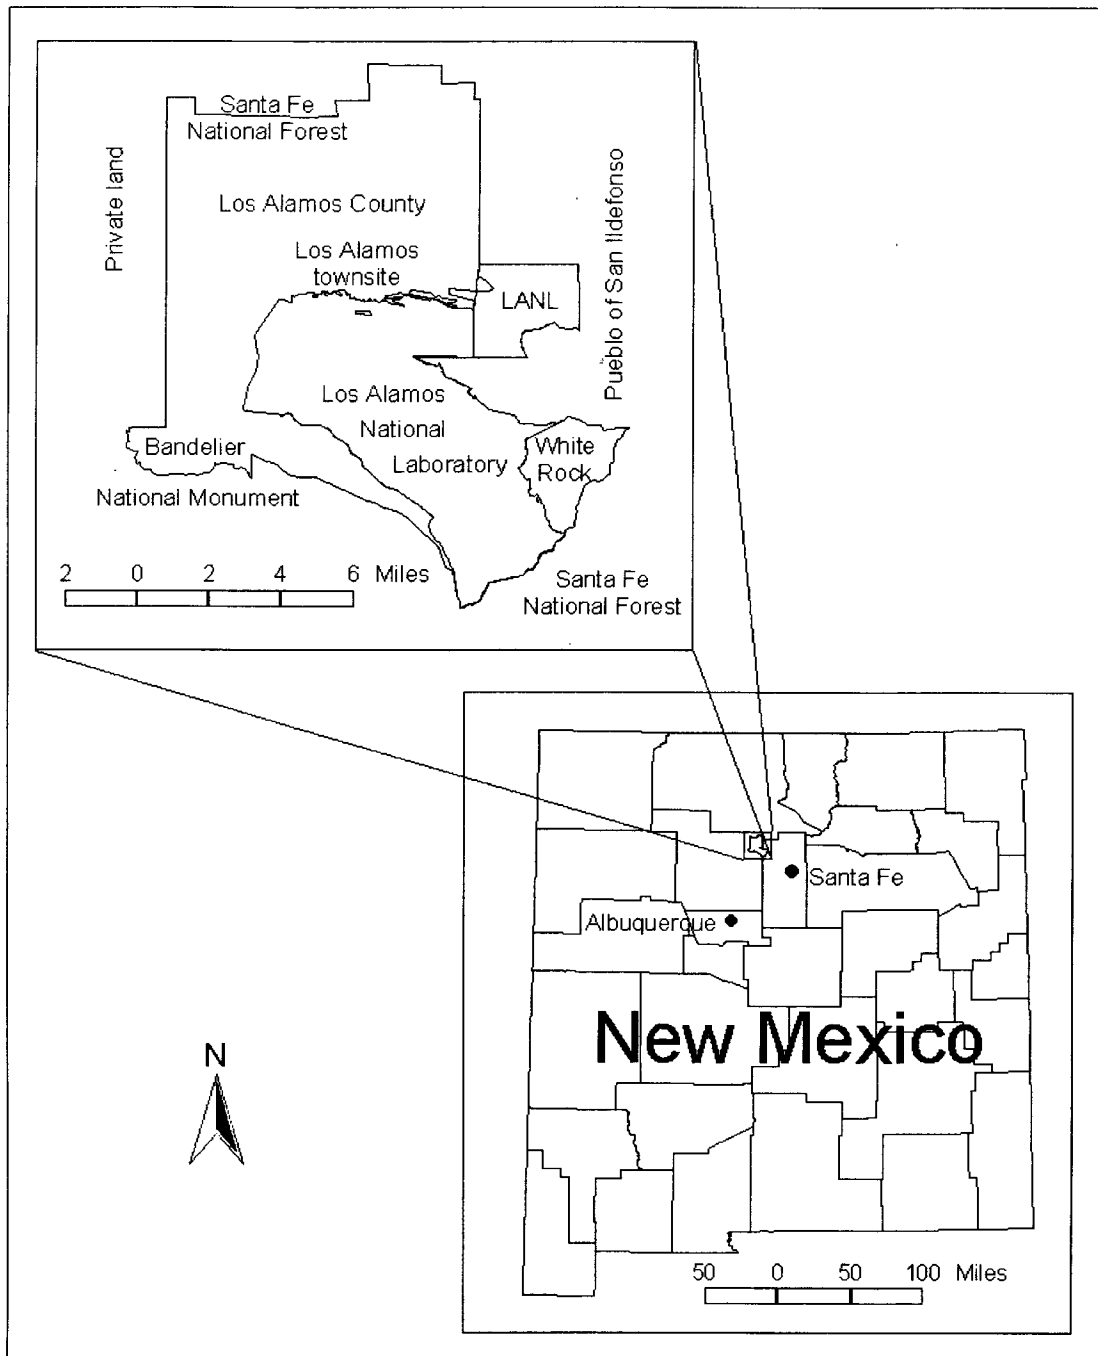 Santa Fe
National Forest
Private land
Los Alamos County
Pueblo of San Ildefonso
Los Alamos
townsite
LANL
Los Alamos
National
Laboratory
White
Rock
Bandelier
National Monument
2 0 2 4 6 Miles
Santa Fe
National Forest
Santa Fe
Albuquerque
New Mexico
N
50 0 50 100 Miles